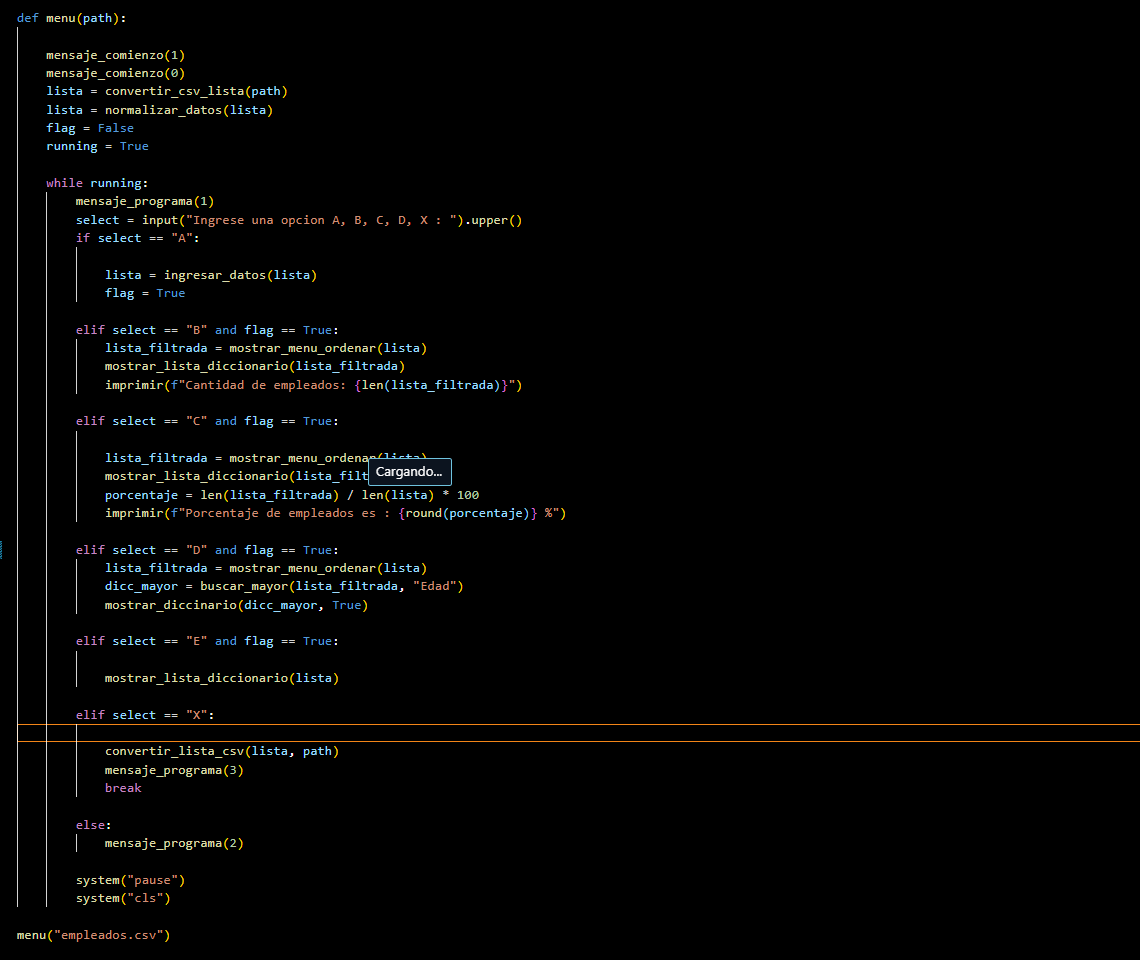 def menu(path):
mensaje_comienzo(1)
mensaje_comienzo(0)
lista = convertir_csv_lista(path)
lista = normalizar_datos(lista)
flag = False
running = True
while running:
mensaje_programa(1)
select = input("Ingrese una opcion A, B, C, D, X : ").upper()
if select == "A":
lista = ingresar_datos(lista)
flag = True
elif select == "B" and flag == True:
lista_filtrada = mostrar_menu_ordenar(lista)
mostrar_lista_diccionario(lista_filtrada)
imprimir(f"Cantidad de empleados: {len(lista_filtrada)}")
elif select == "C" and flag == True:
lista_filtrada = mostrar_menu_ordenar(lista)
Cargando...
mostrar_lista_diccionario(lista_filt
porcentaje = len(lista_filtrada) / len(lista) * 100
imprimir(f"Porcentaje de empleados es : {round(porcentaje)} %")
elif select == "D" and flag == True:
lista_filtrada = mostrar_menu_ordenar(lista)
dicc_mayor = buscar_mayor(lista_filtrada, "Edad")
mostrar_diccinario(dicc_mayor, True)
elif select == "E" and flag == True:
mostrar_lista_diccionario(lista)
elif select == "X":
convertir_lista_csv(lista, path)
mensaje_programa(3)
break
else:
mensaje_programa(2)
system("pause")
system("cls")
menu("empleados.csv")